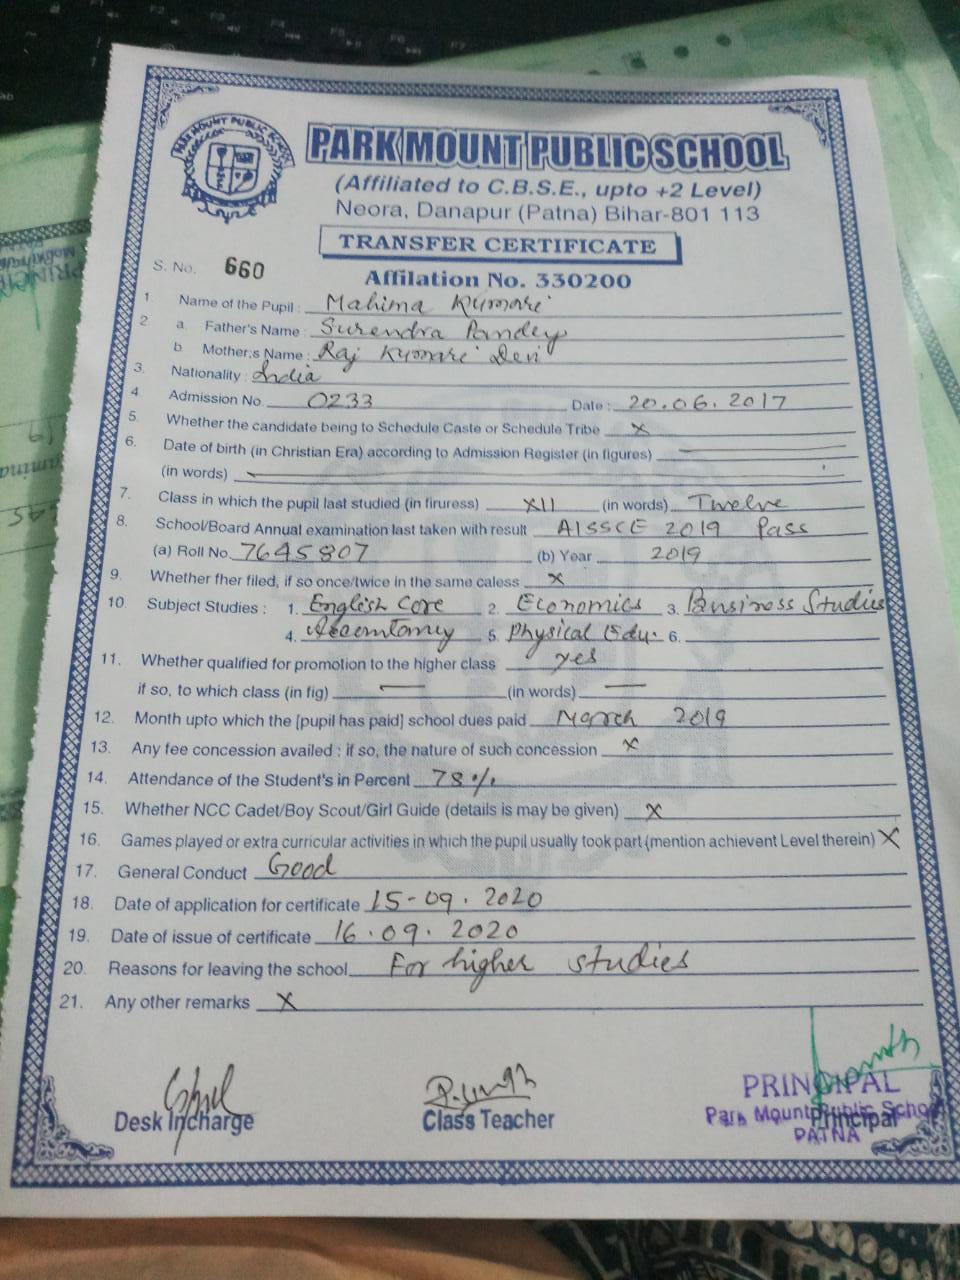 PARK MOUNT PUBLIC SCHOOL
PARK MOUNT PUBLIC SCHOOL
(Affiliated to C.B.S.E., upto +2 Level)
Neora, Danapur (Patna) Bihar-801 113
TRANSFER CERTIFICATE
S. No. 660
Affilation No. 330200
1. Name of the Pupil : Mahima Kumari
2. a. Father's Name : Surendra Pandey
b. Mother;s Name : Raj Kumari Devi
3. Nationality : India
4. Admission No. 0233 Date : 20.06.2017
5. Whether the candidate being to Schedule Caste or Schedule Tribe X
6. Date of birth (in Christian Era) according to Admission Register (in figures) —
(in words) —
7. Class in which the pupil last studied (in firuress) XII (in words) Twelve
8. School/Board Annual examination last taken with result AISSCE 2019 Pass
(a) Roll No. 7645807 (b) Year 2019
9. Whether fher filed, if so once/twice in the same caless X
10. Subject Studies : 1. English Core 2. Economics 3. Bussiness Studies
4. 5. Physical Edu. 6.
11. Whether qualified for promotion to the higher class yes
if so, to which class (in fig) — (in words) —
12. Month upto which the [pupil has paid] school dues paid March 2019
13. Any fee concession availed : if so, the nature of such concession X
14. Attendance of the Student's in Percent 78%
15. Whether NCC Cadet/Boy Scout/Girl Guide (details is may be given) X
16. Games played or extra curricular activities in which the pupil usually took part (mention achievent Level therein) X
17. General Conduct Good
18. Date of application for certificate 15-09.2020
19. Date of issue of certificate 16.09.2020
20. Reasons for leaving the school For higher studies
21. Any other remarks X
Desk Incharge
Class Teacher
Principal
PRINCIPAL
Park Mount Public School
PATNA